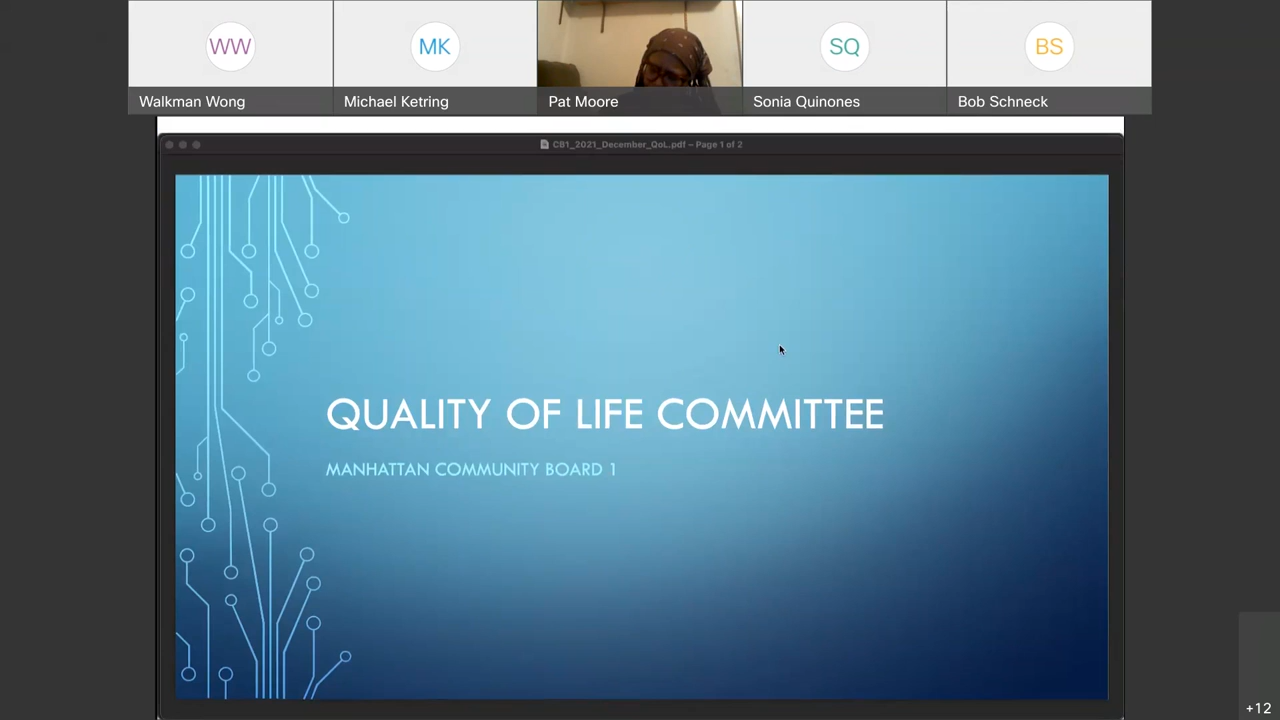 WW
MK
SQ
BS
Walkman Wong
Michael Ketring
Pat Moore
Sonia Quinones
Bob Schneck
CB1_2021_December_QoL.pdf – Page 1 of 2
QUALITY OF LIFE COMMITTEE
MANHATTAN COMMUNITY BOARD 1
+12